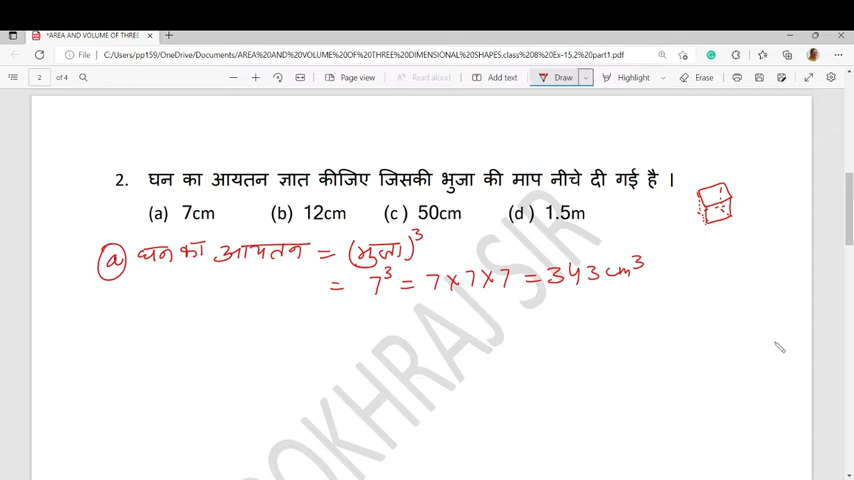 *AREA AND VOLUME OF THREE
File C:/Users/pp159/OneDrive/Documents/AREA%20AND%20VOLUME%20OF%20THREE%20DIMENSIONAL%20SHAPES,class%208%20Ex-15.2%20part1.pdf
2 of 4 Page view Read aloud Add text Draw Highlight Erase
2. घन का आयतन ज्ञात कीजिए जिसकी भुजा की माप नीचे दी गई है ।
(a) 7cm (b) 12cm (c ) 50cm (d ) 1.5m
(a) घन का आयतन = (भुजा)³
= 7³ = 7×7×7 = 343 cm³
POKHRAJ SIR